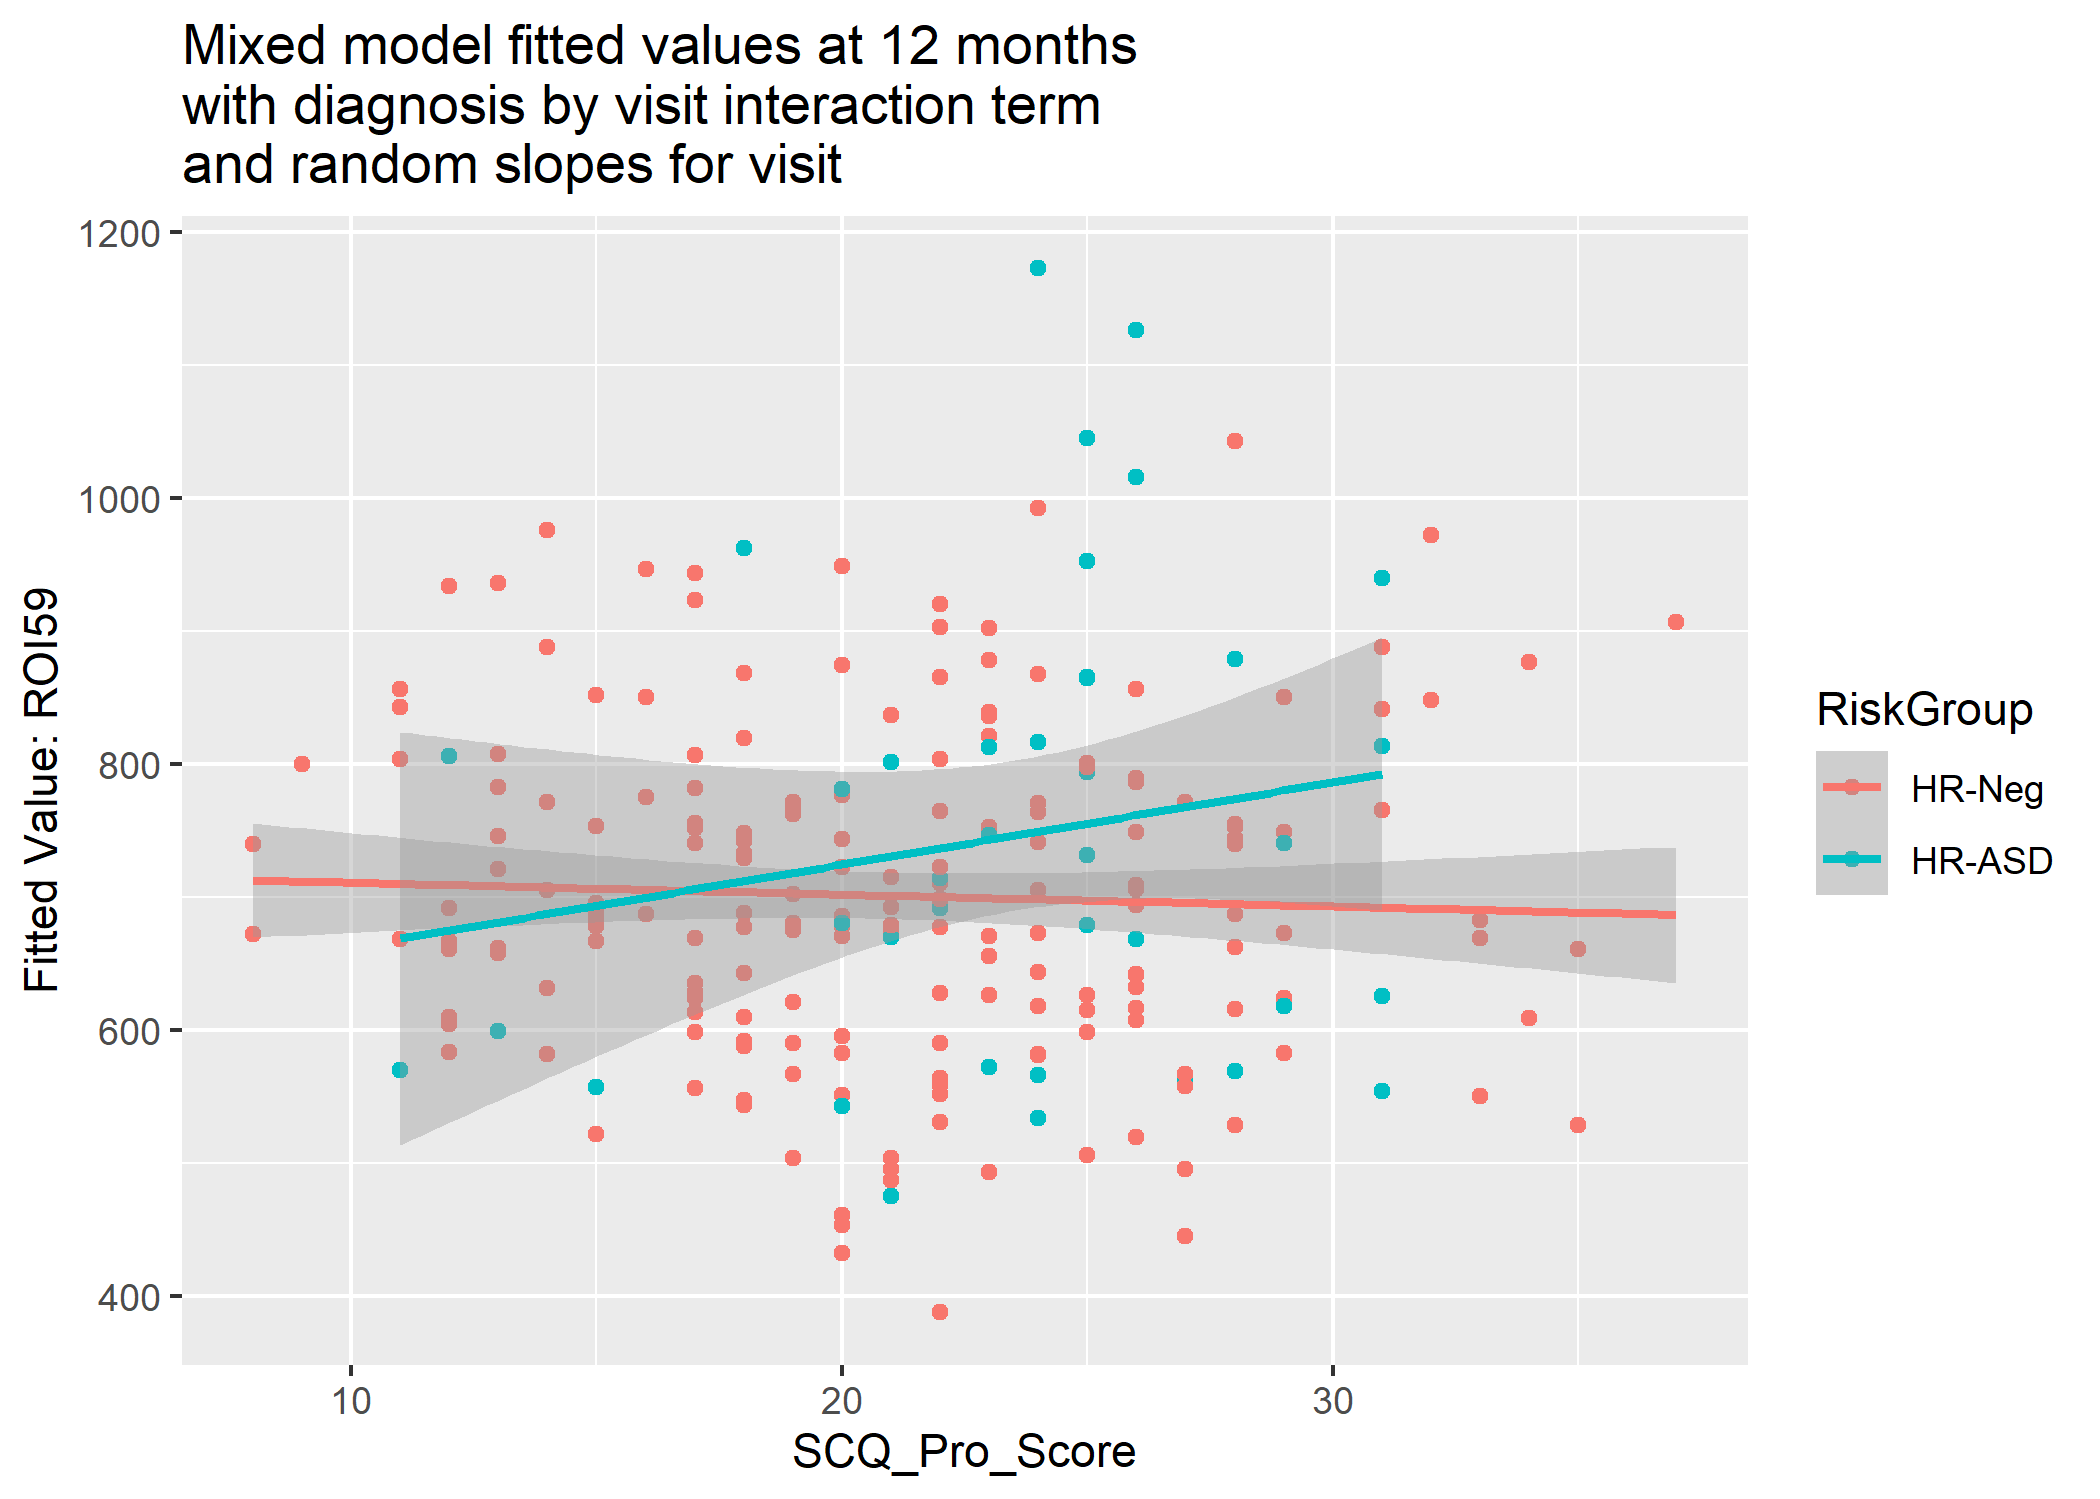 Mixed model fitted values at 12 months
with diagnosis by visit interaction term
and random slopes for visit
1200
1000
800
600
400
Fitted Value: ROI59
10
20
30
SCQ_Pro_Score
RiskGroup
HR-Neg
HR-ASD